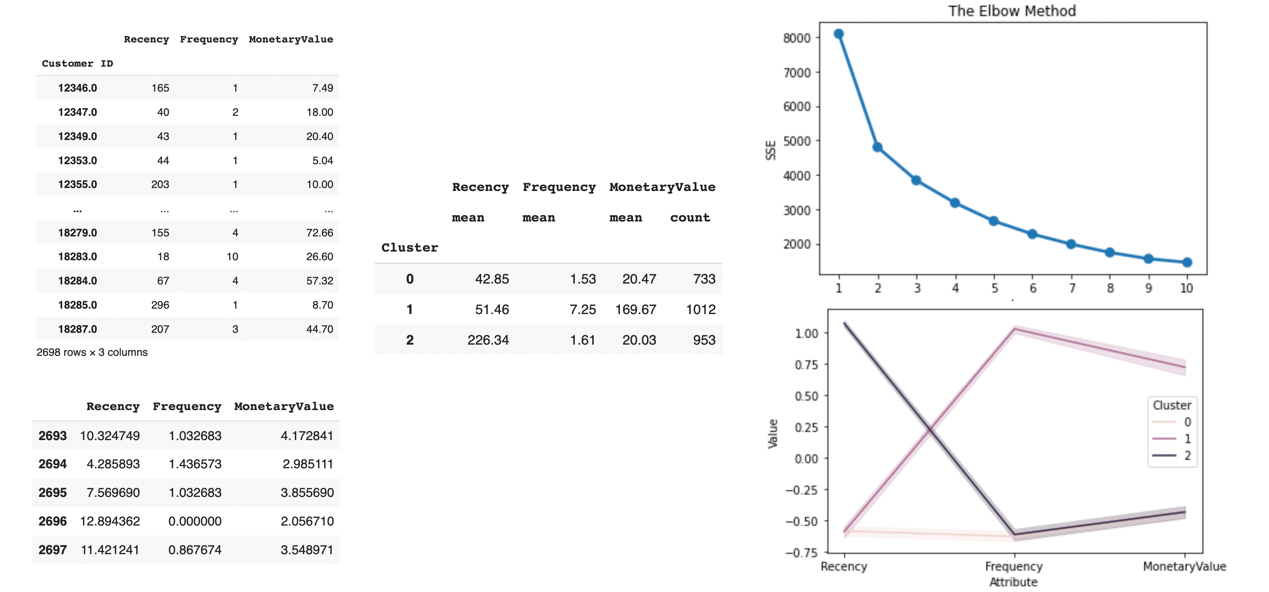 Recency Frequency MonetaryValue
Customer ID
12346.0 165 1 7.49
12347.0 40 2 18.00
12349.0 43 1 20.40
12353.0 44 1 5.04
12355.0 203 1 10.00
... ... ... ...
18279.0 155 4 72.66
18283.0 18 10 26.60
18284.0 67 4 57.32
18285.0 296 1 8.70
18287.0 207 3 44.70
2698 rows × 3 columns
Recency Frequency MonetaryValue
2693 10.324749 1.032683 4.172841
2694 4.285893 1.436573 2.985111
2695 7.569690 1.032683 3.855690
2696 12.894362 0.000000 2.056710
2697 11.421241 0.867674 3.548971
Recency Frequency MonetaryValue
mean mean mean count
Cluster
0 42.85 1.53 20.47 733
1 51.46 7.25 169.67 1012
2 226.34 1.61 20.03 953
The Elbow Method
8000
7000
6000
5000
4000
3000
2000
SSE
1 2 3 4 5 6 7 8 9 10
1.00
0.75
0.50
0.25
0.00
−0.25
−0.50
−0.75
Value
Cluster
0
1
2
Recency Frequency MonetaryValue
Attribute